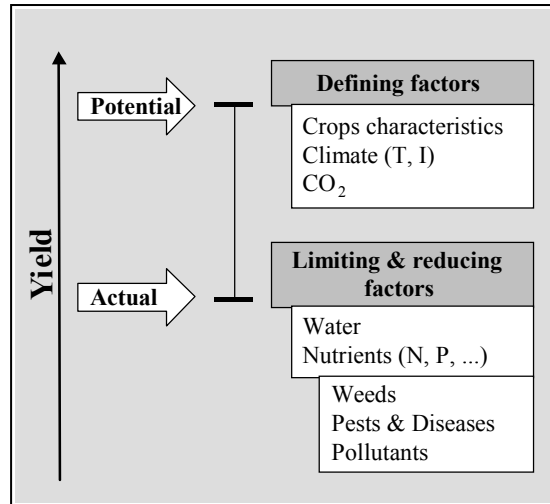 Yield
Potential
Defining factors
Crops characteristics
Climate (T, I)
CO₂
Actual
Limiting & reducing
factors
Water
Nutrients (N, P, ...)
Weeds
Pests & Diseases
Pollutants